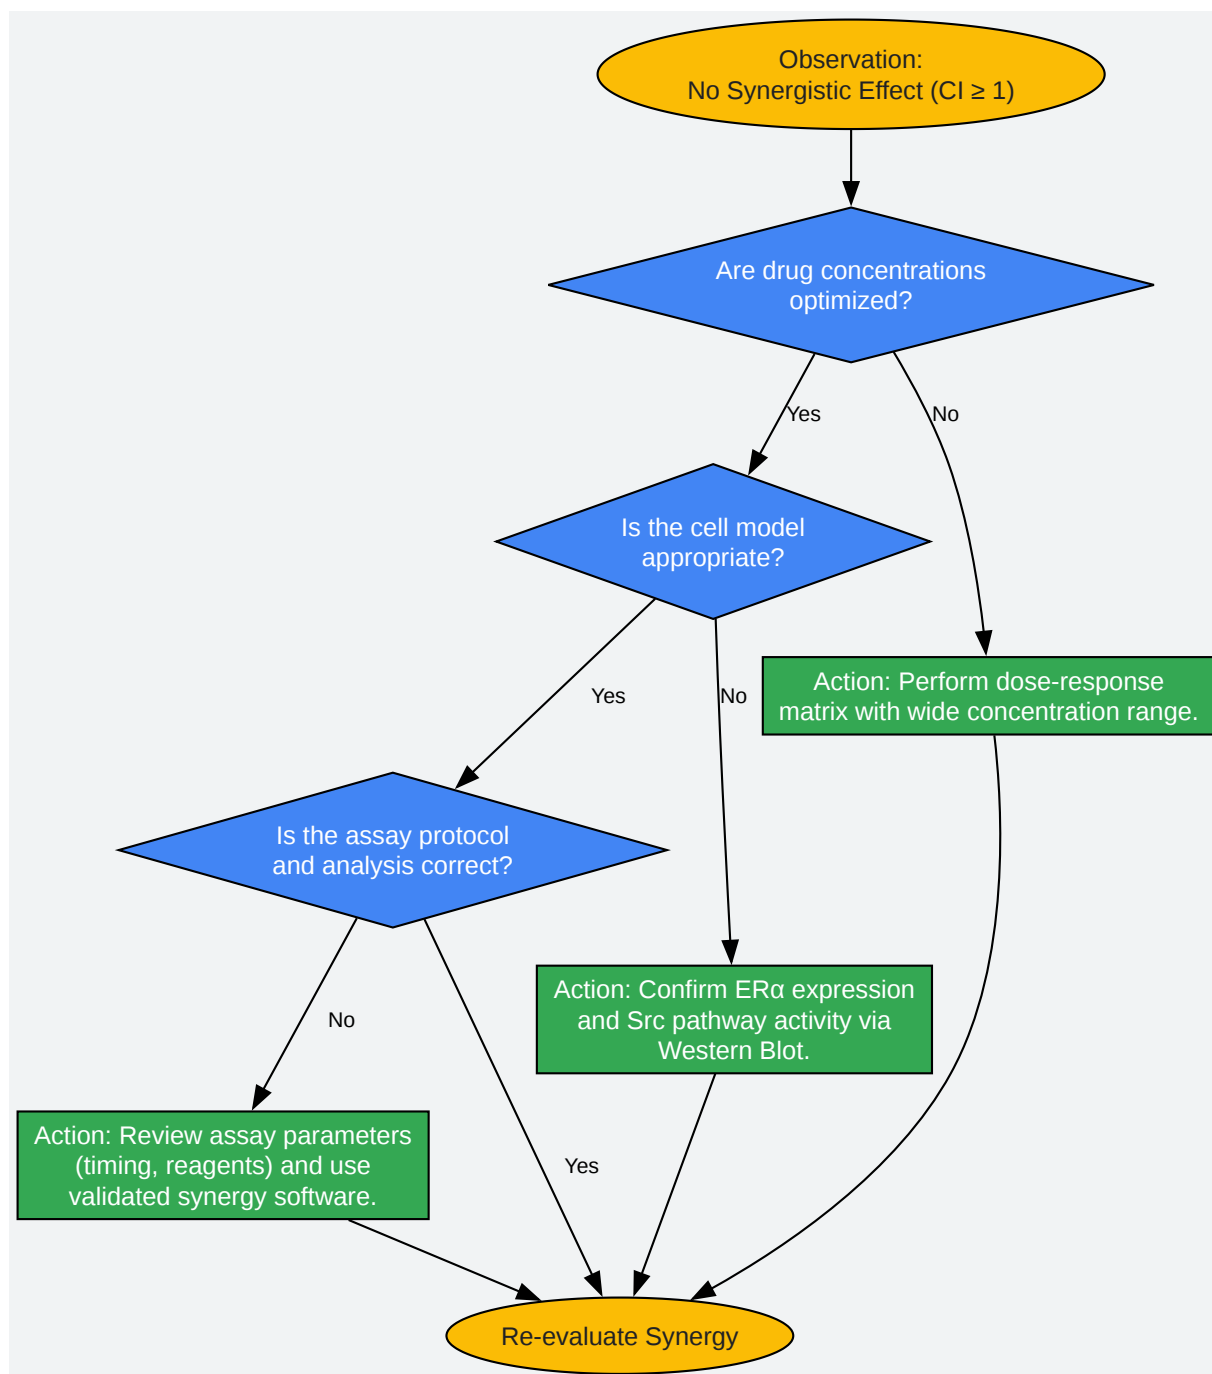 Observation:
No Synergistic Effect (CI ≥ 1)
Are drug concentrations
optimized?
Yes
No
Is the cell model
appropriate?
Yes
No
Action: Perform dose-response
matrix with wide concentration range.
Is the assay protocol
and analysis correct?
Action: Confirm ERα expression
and Src pathway activity via
Western Blot.
No
Yes
Action: Review assay parameters
(timing, reagents) and use
validated synergy software.
Re-evaluate Synergy